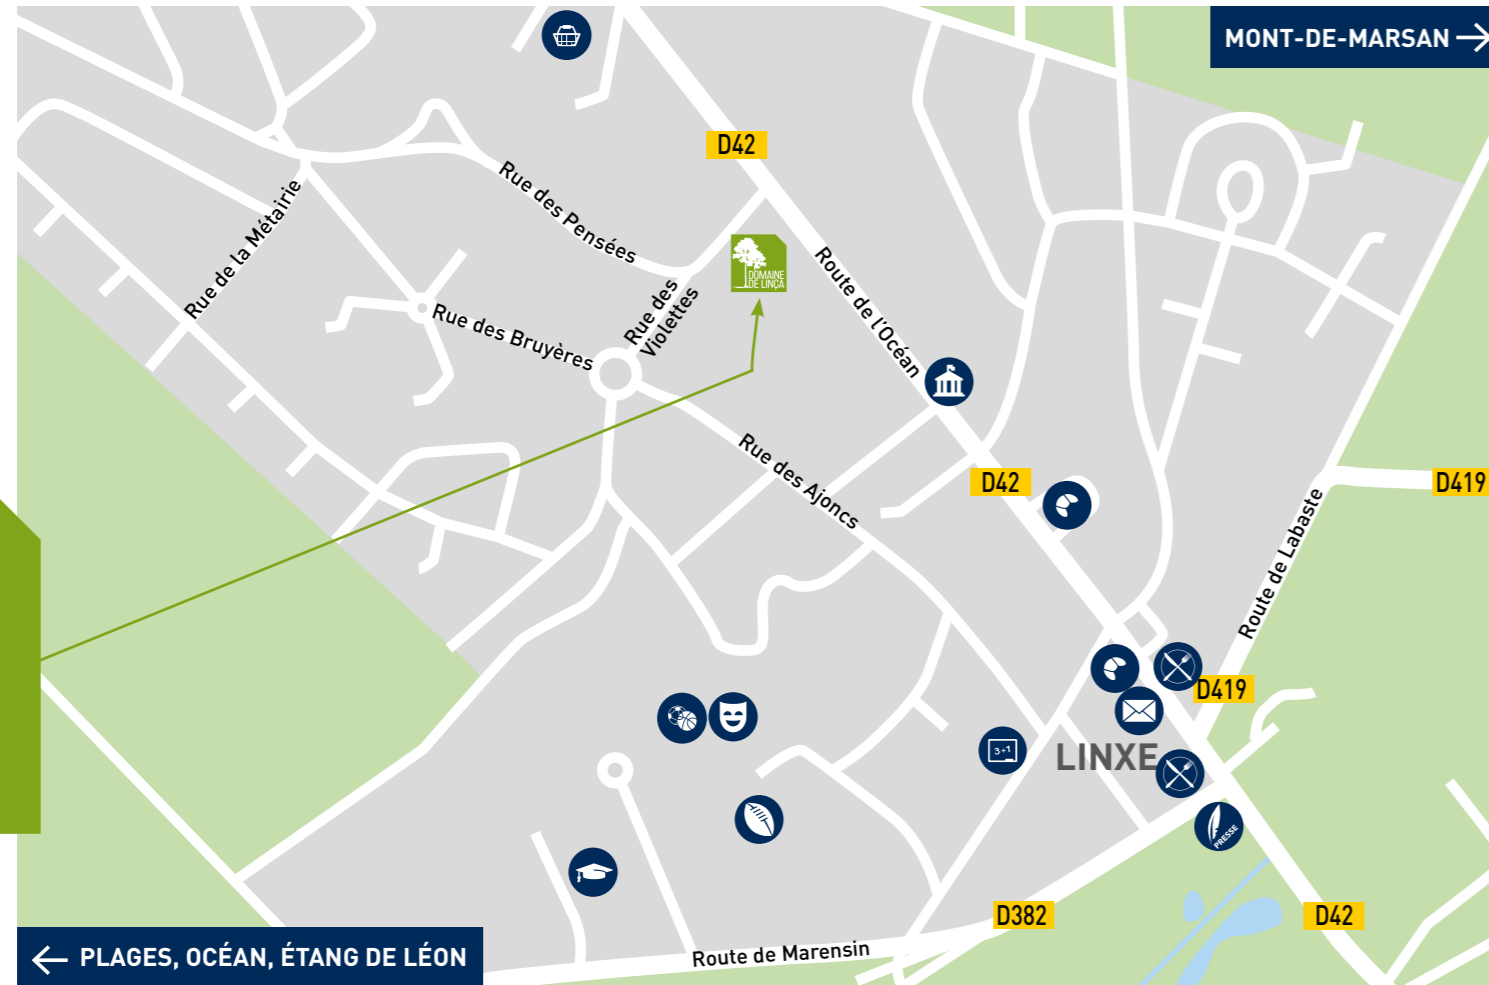 MONT-DE-MARSAN
D42
Rue des Pensées
Rue de la Métairie
DOMAINE
DE LINÇA
Route de l'Océan
Rue des
Violettes
Rue des Bruyères
Rue des Ajoncs
D42
D419
Route de Labaste
D419
3+1
LINXE
PRESSE
D382
D42
Route de Marensin
PLAGES, OCÉAN, ÉTANG DE LÉON